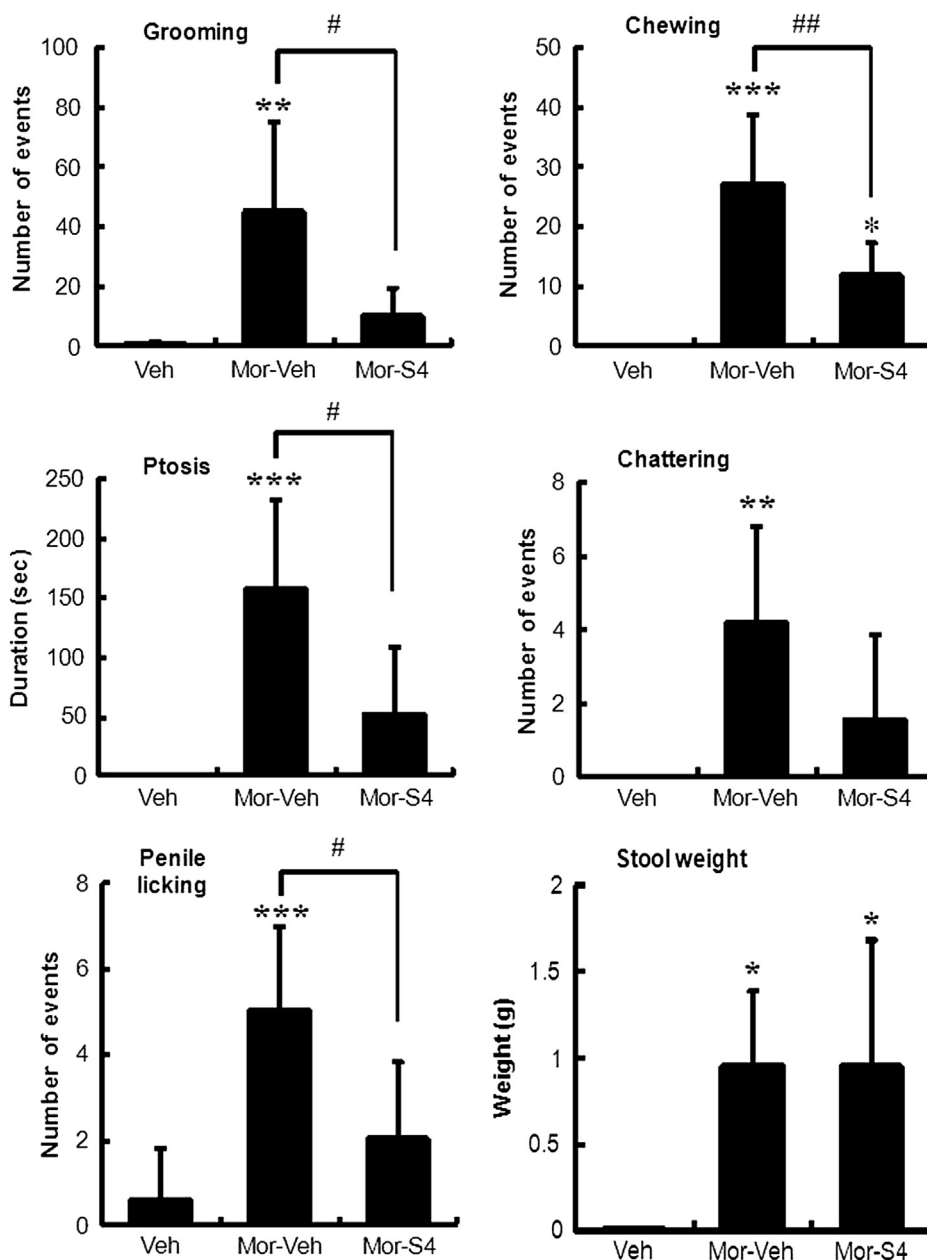 Grooming
#
Number of events
100
**
80
60
40
20
0
Veh Mor-Veh Mor-S4
Chewing
##
Number of events
50
***
40
30
20
*
10
0
Veh Mor-Veh Mor-S4
Ptosis
#
Duration (sec)
250
***
200
150
100
50
0
Veh Mor-Veh Mor-S4
Chattering
Number of events
8
**
6
4
2
0
Veh Mor-Veh Mor-S4
Penile
licking
#
Number of events
8
***
6
4
2
0
Veh Mor-Veh Mor-S4
Stool weight
Weight (g)
2
*
1.5
*
1
0.5
0
Veh Mor-Veh Mor-S4